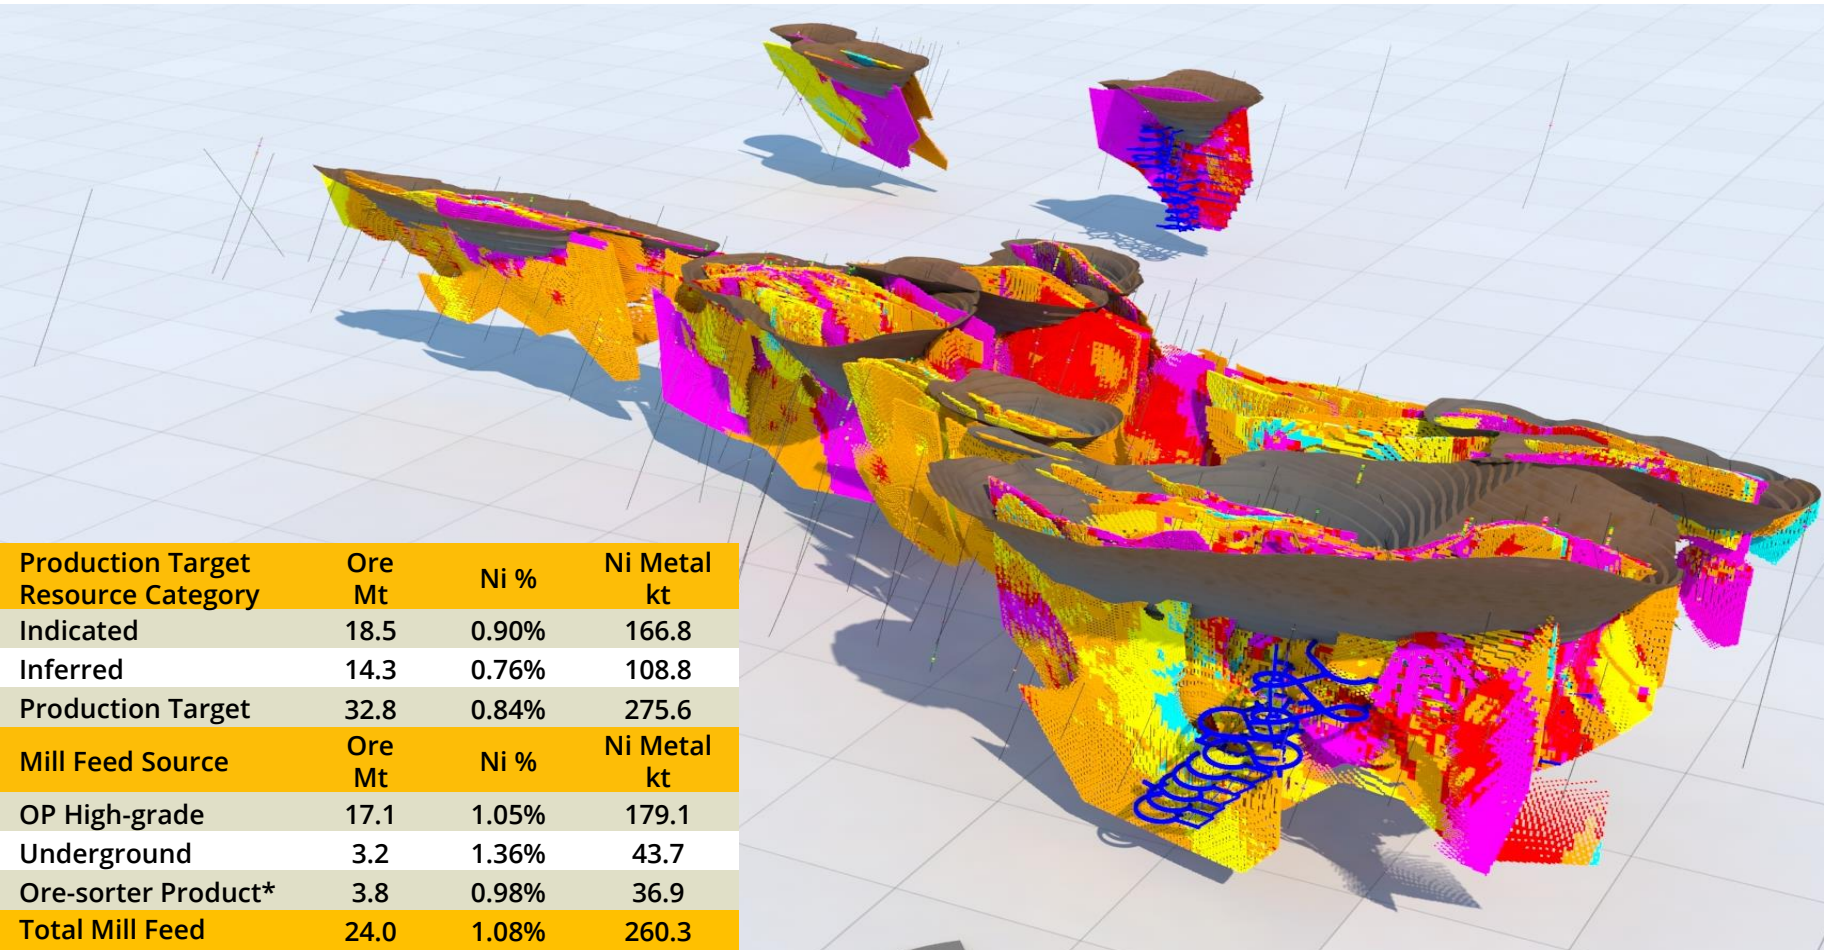 Production Target Resource Category Ore Mt Ni % Ni Metal kt
Indicated 18.5 0.90% 166.8
Inferred 14.3 0.76% 108.8
Production Target 32.8 0.84% 275.6
Mill Feed Source Ore Mt Ni % Ni Metal kt
OP High-grade 17.1 1.05% 179.1
Underground 3.2 1.36% 43.7
Ore-sorter Product* 3.8 0.98% 36.9
Total Mill Feed 24.0 1.08% 260.3